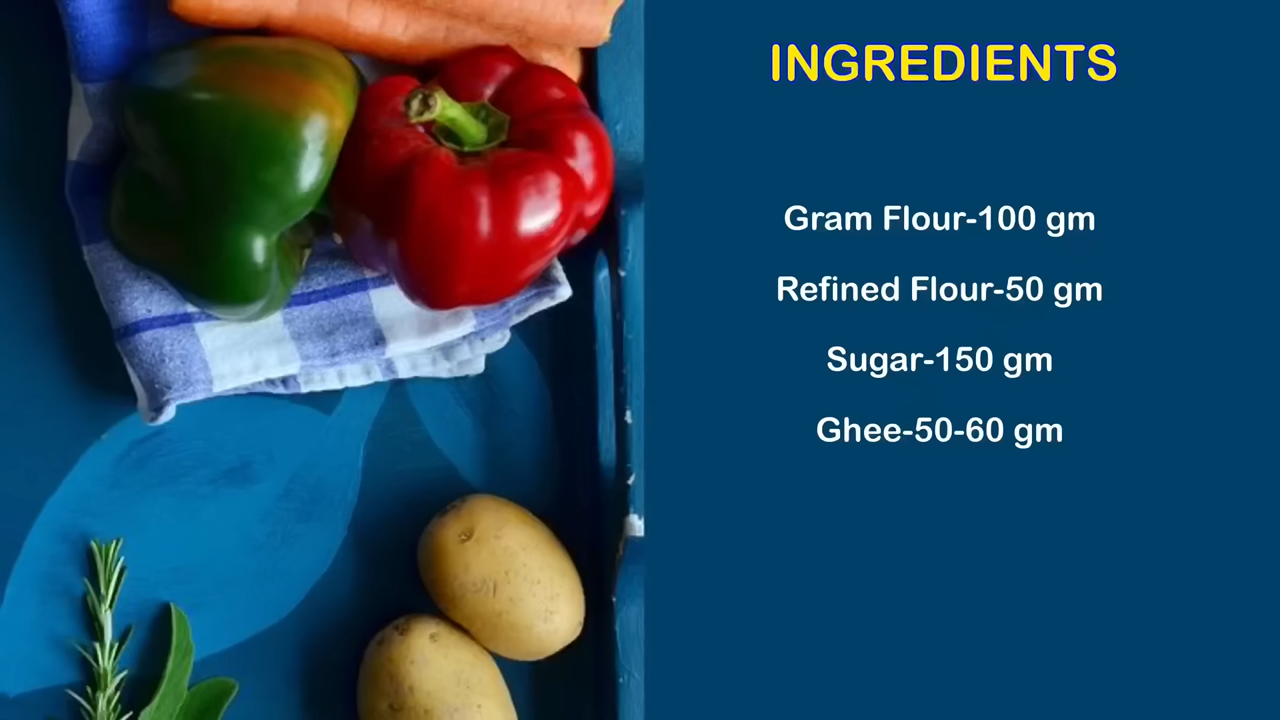 INGREDIENTS
Gram Flour-100 gm
Refined Flour-50 gm
Sugar-150 gm
Ghee-50-60 gm